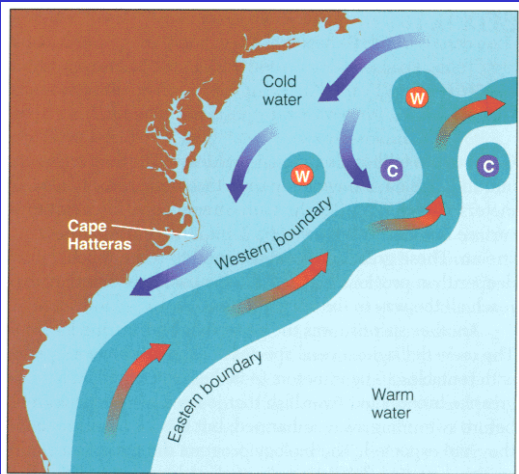 Cold
water
W
W
C
C
Cape
Hatteras
Western boundary
Eastern boundary
Warm
water